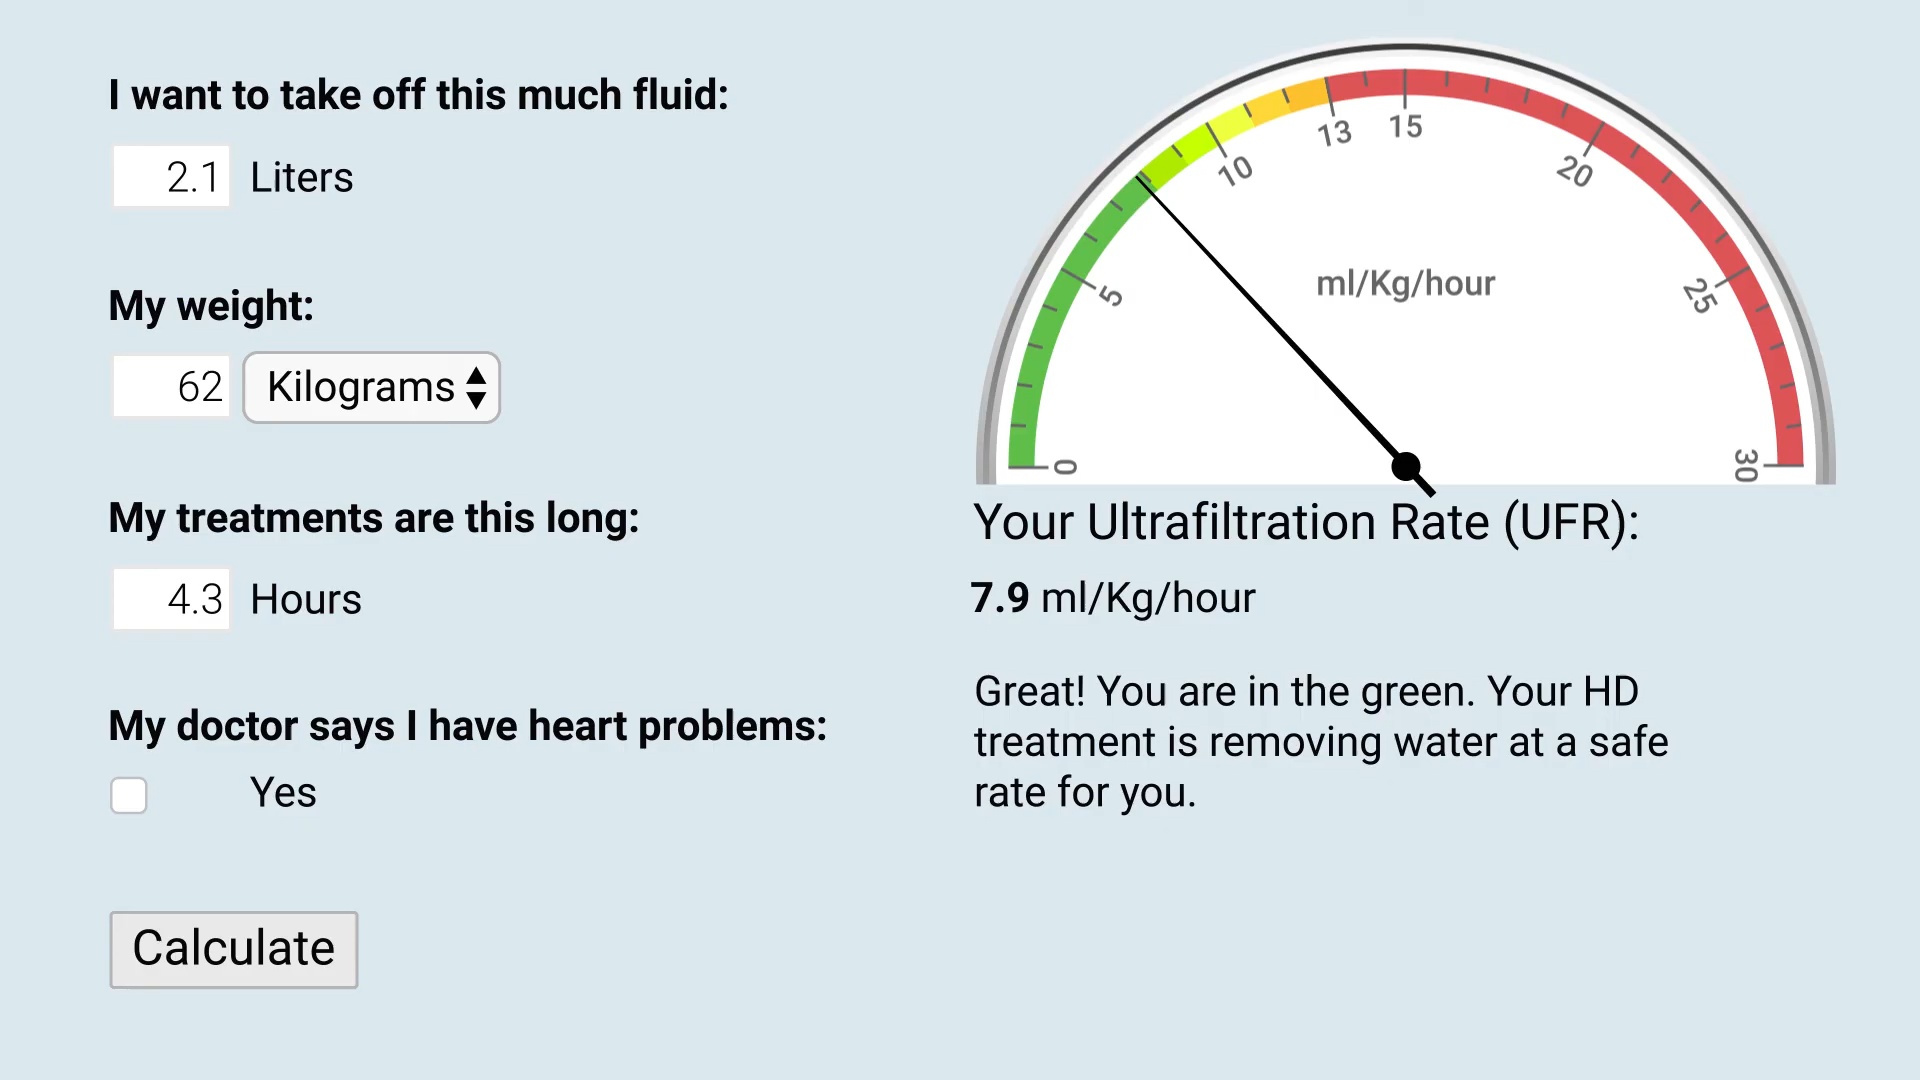 I want to take off this much fluid:
2.1 Liters
My weight:
62 Kilograms
My treatments are this long:
4.3 Hours
My doctor says I have heart problems:
Yes
Calculate
0
5
10
13
15
20
25
30
ml/Kg/hour
Your Ultrafiltration Rate (UFR):
7.9 ml/Kg/hour
Great! You are in the green. Your HD
treatment is removing water at a safe
rate for you.